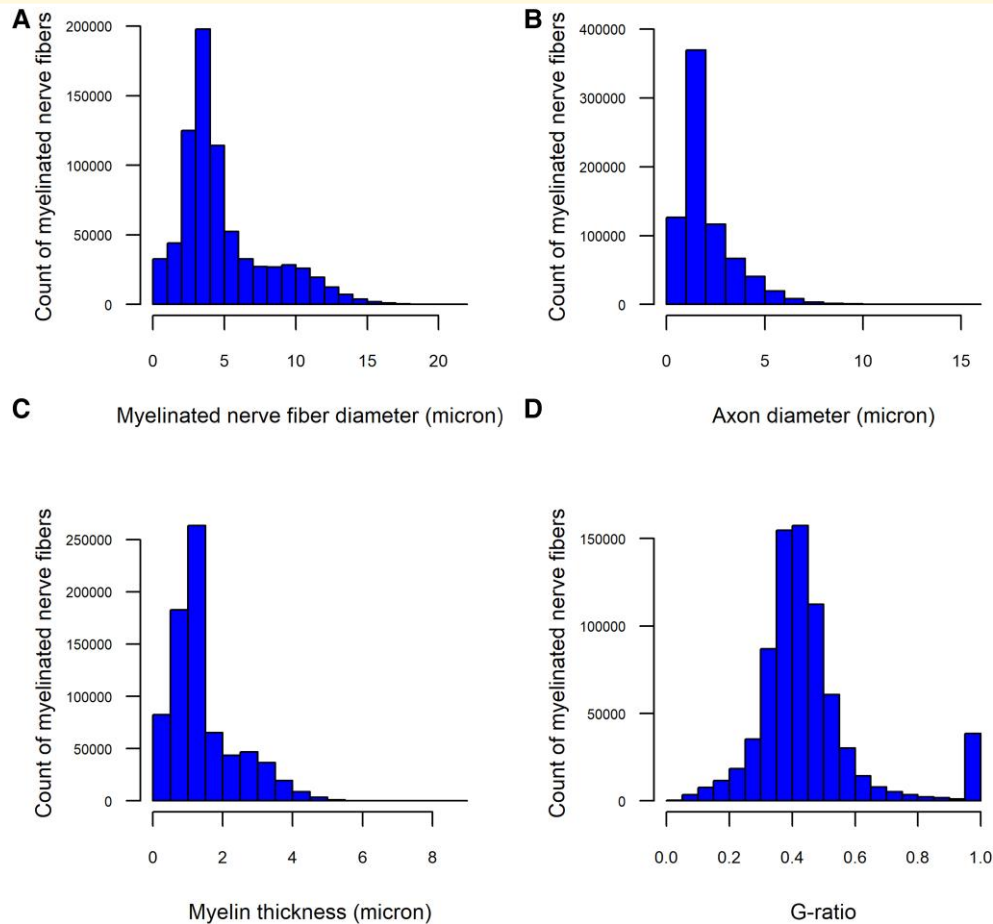 A
Count of myelinated nerve fibers
200000
150000
100000
50000
0
0 5 10 15 20
Myelinated nerve fiber diameter (micron)
B
Count of myelinated nerve fibers
400000
300000
200000
100000
0
0 5 10 15
Axon diameter (micron)
C
Count of myelinated nerve fibers
250000
200000
150000
100000
50000
0
0 2 4 6 8
Myelin thickness (micron)
D
Count of myelinated nerve fibers
150000
100000
50000
0
0.0 0.2 0.4 0.6 0.8 1.0
G-ratio